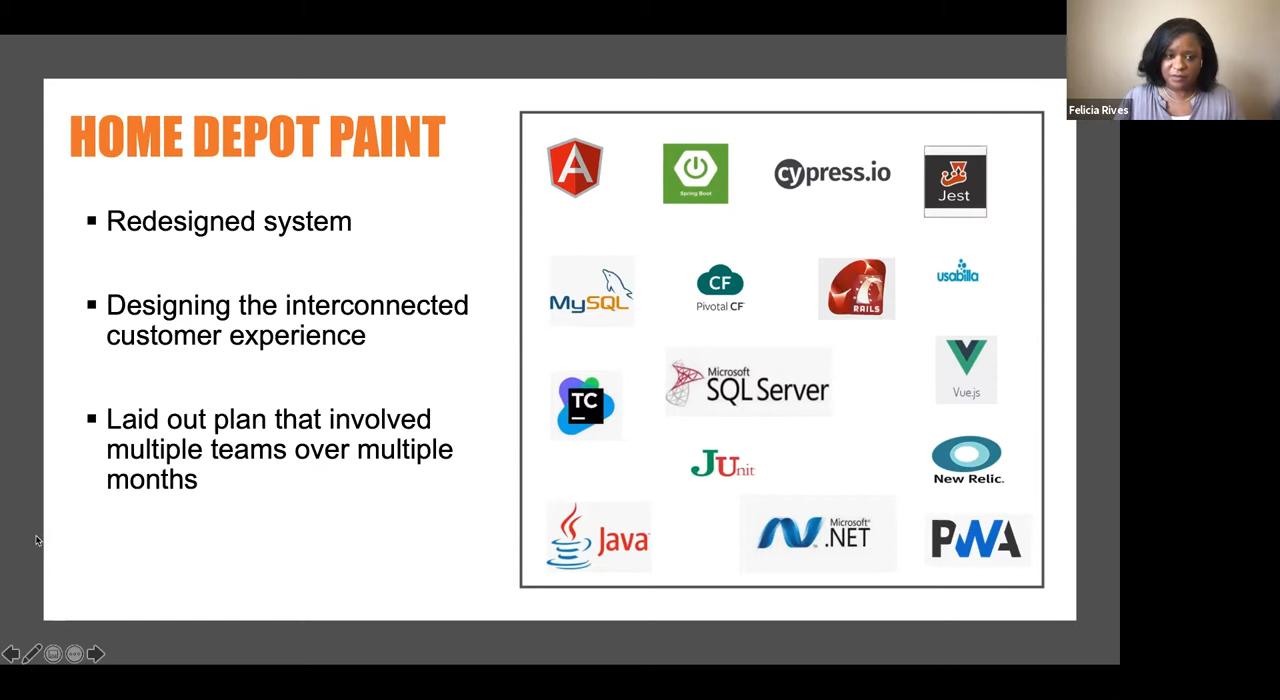 Felicia Rives
HOME DEPOT PAINT
▪ Redesigned system
▪ Designing the interconnected
customer experience
▪ Laid out plan that involved
multiple teams over multiple
months
A
Spring Boot
cypress.io
Jest
MySQL
CF
Pivotal CF
RAILS
usabilla
TC
Microsoft
SQL Server
Vue.js
JUnit
New Relic.
Java
Microsoft®
.NET
PWA